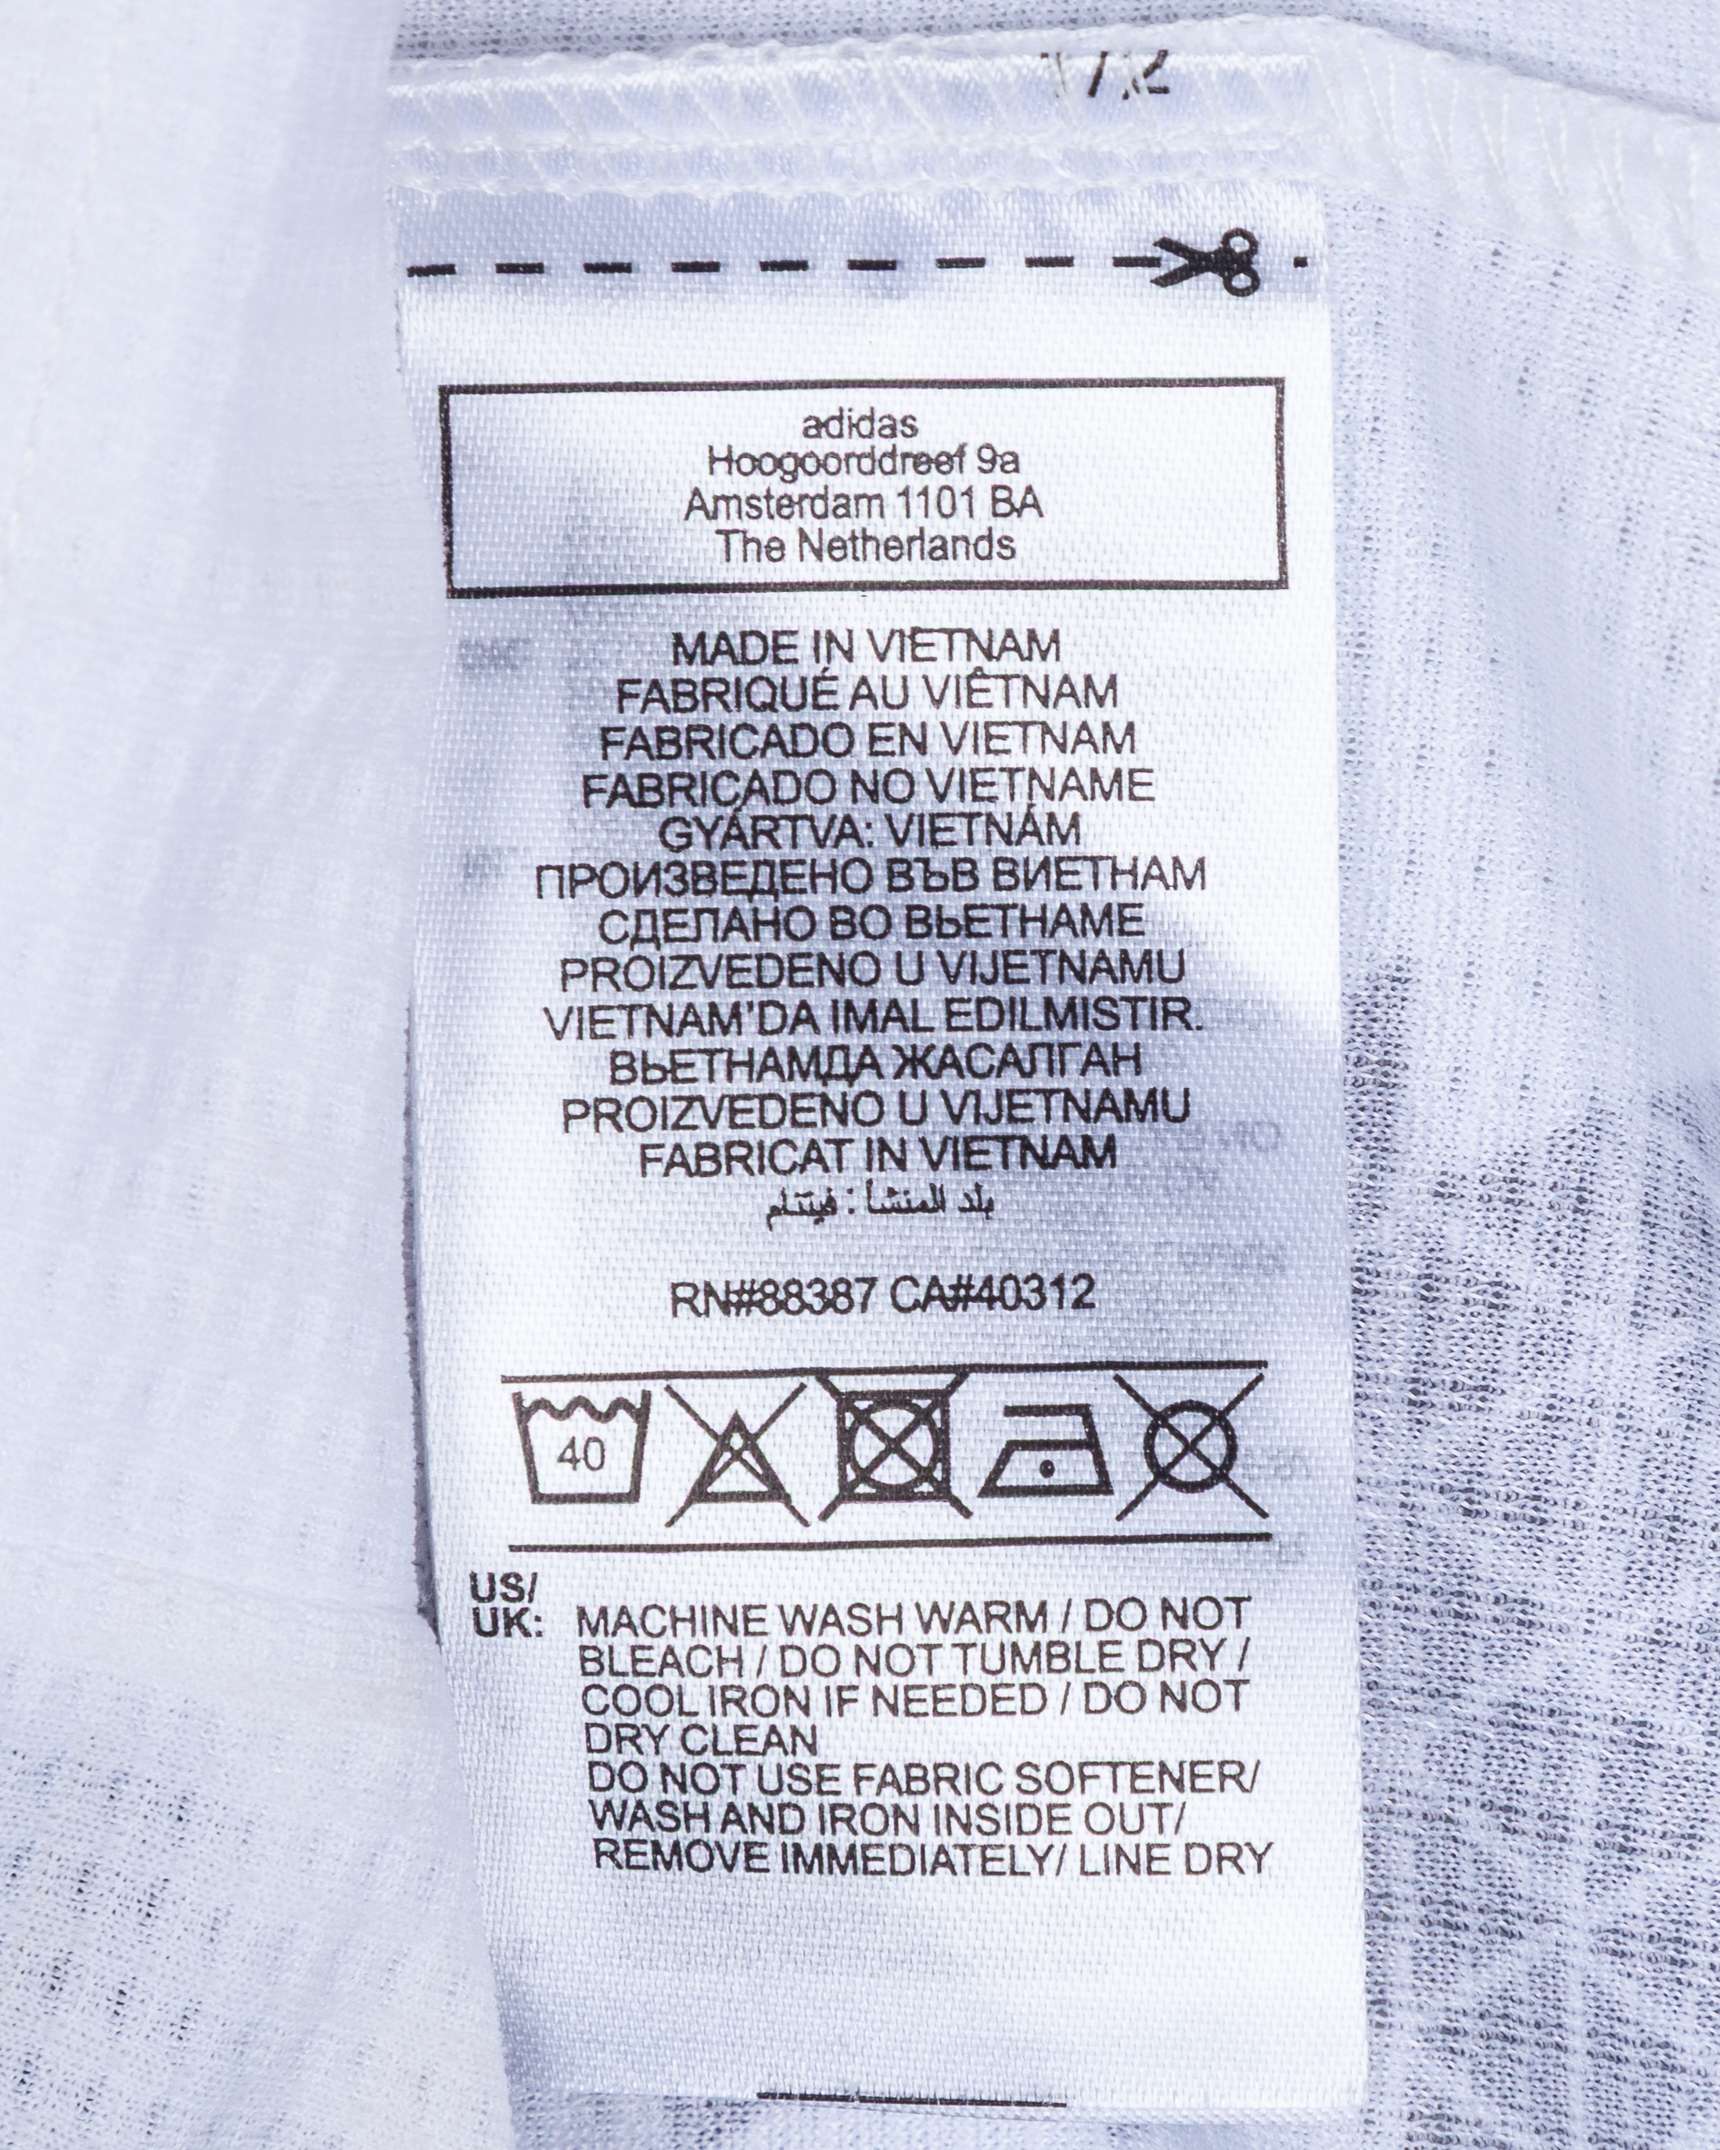 adidas
Hoogoorddreef 9a
Amsterdam 1101 BA
The Netherlands
MADE IN VIETNAM
FABRIQUÉ AU VIÊTNAM
FABRICADO EN VIETNAM
FABRICADO NO VIETNAME
GYÁRTVA: VIETNÁM
ПРОИЗВЕДЕНО ВЪВ ВИЕТНАМ
СДЕЛАНО ВО ВЬЕТНАМЕ
PROIZVEDENO U VIJETNAMU
VIETNAM'DA IMAL EDILMISTIR.
ВЬЕТНАМДА ЖАСАЛГАН
PROIZVEDENO U VIJETNAMU
FABRICAT IN VIETNAM
بلد المنشأ : فيتنام
RN#88387 CA#40312
40
US/
UK: MACHINE WASH WARM / DO NOT
BLEACH / DO NOT TUMBLE DRY /
COOL IRON IF NEEDED / DO NOT
DRY CLEAN
DO NOT USE FABRIC SOFTENER/
WASH AND IRON INSIDE OUT/
REMOVE IMMEDIATELY/ LINE DRY